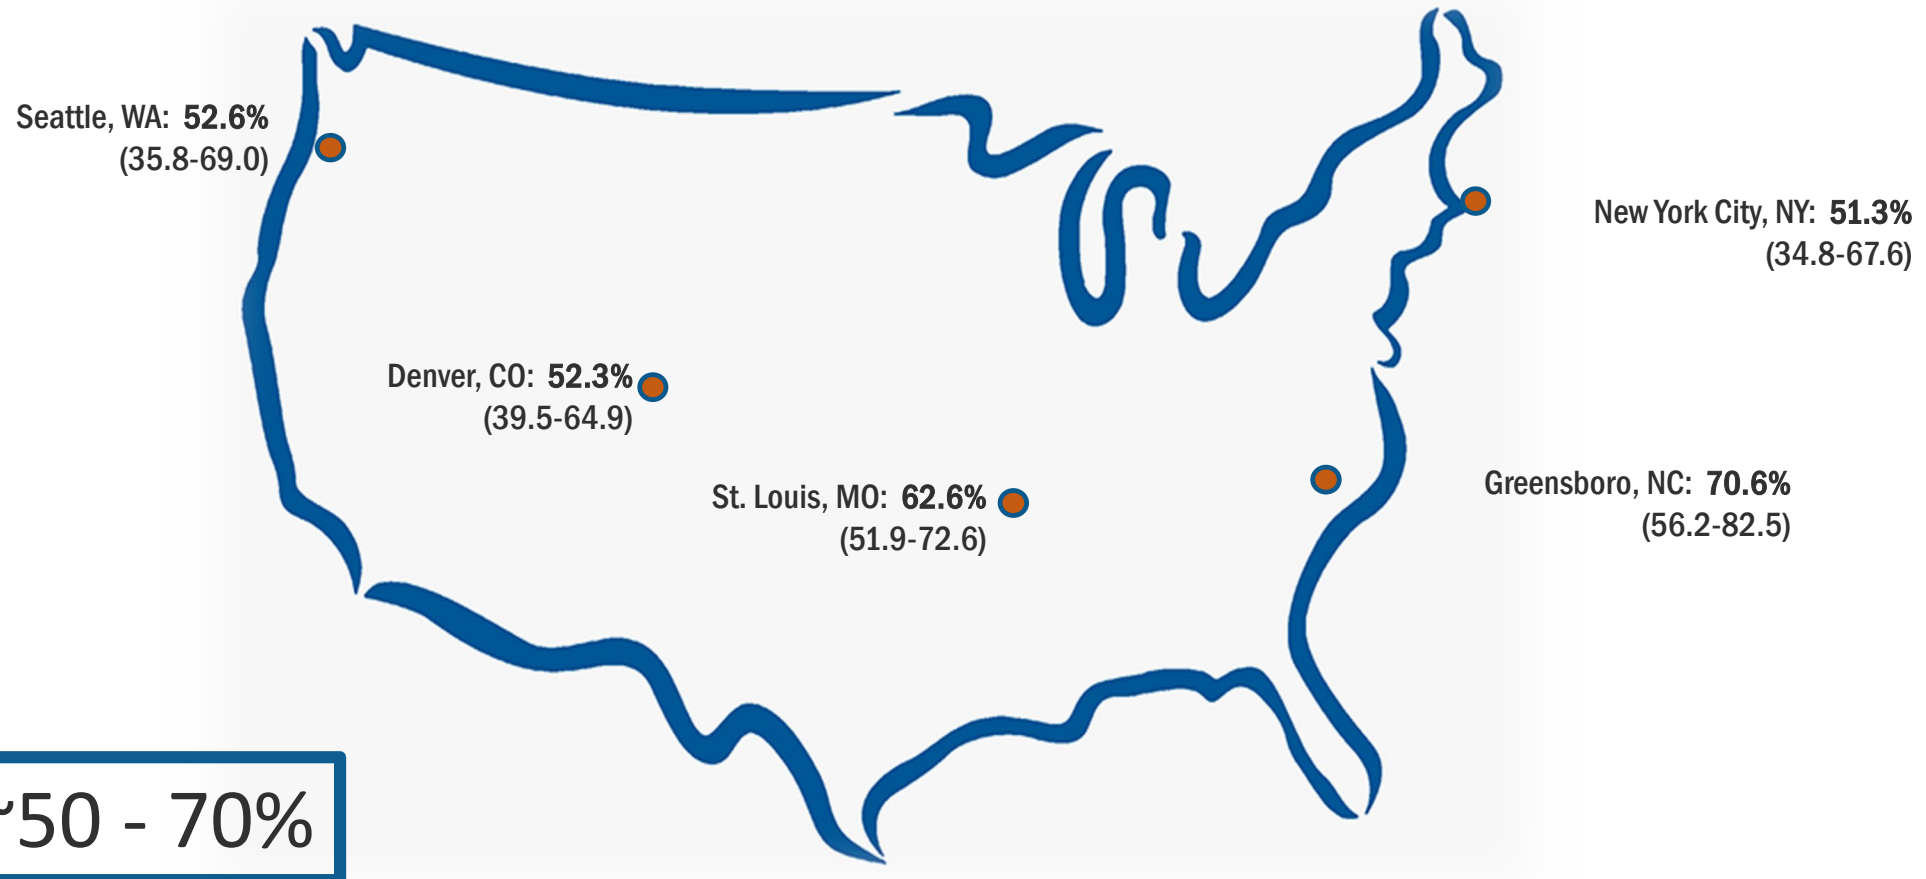 Seattle, WA: 52.6%
(35.8-69.0)
New York City, NY: 51.3%
(34.8-67.6)
Denver, CO: 52.3%
(39.5-64.9)
St. Louis, MO: 62.6%
(51.9-72.6)
Greensboro, NC: 70.6%
(56.2-82.5)
~50 - 70%